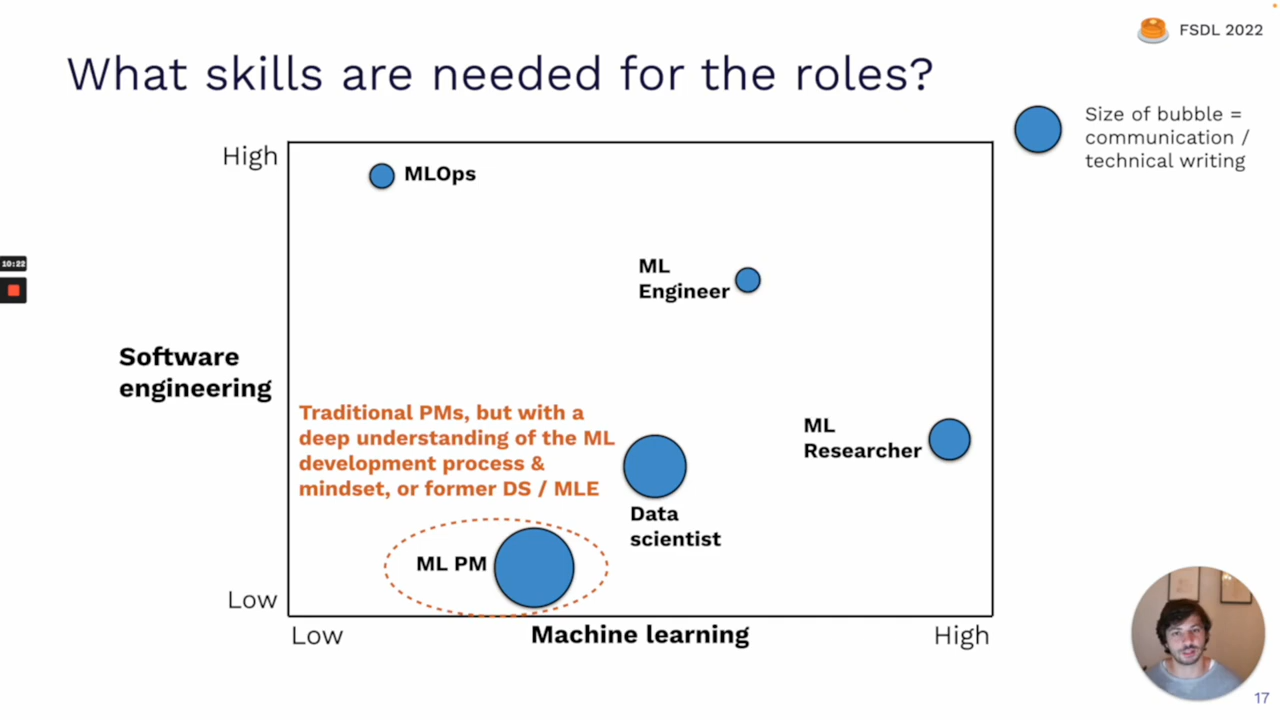 FSDL 2022
What skills are needed for the roles?
Size of bubble =
communication /
technical writing
High
MLOps
ML
Engineer
10:22
Software
engineering
Traditional PMs, but with a
deep understanding of the ML
development process &
mindset, or former DS / MLE
ML
Researcher
Data
scientist
ML PM
Low
Low
Machine learning
High
17